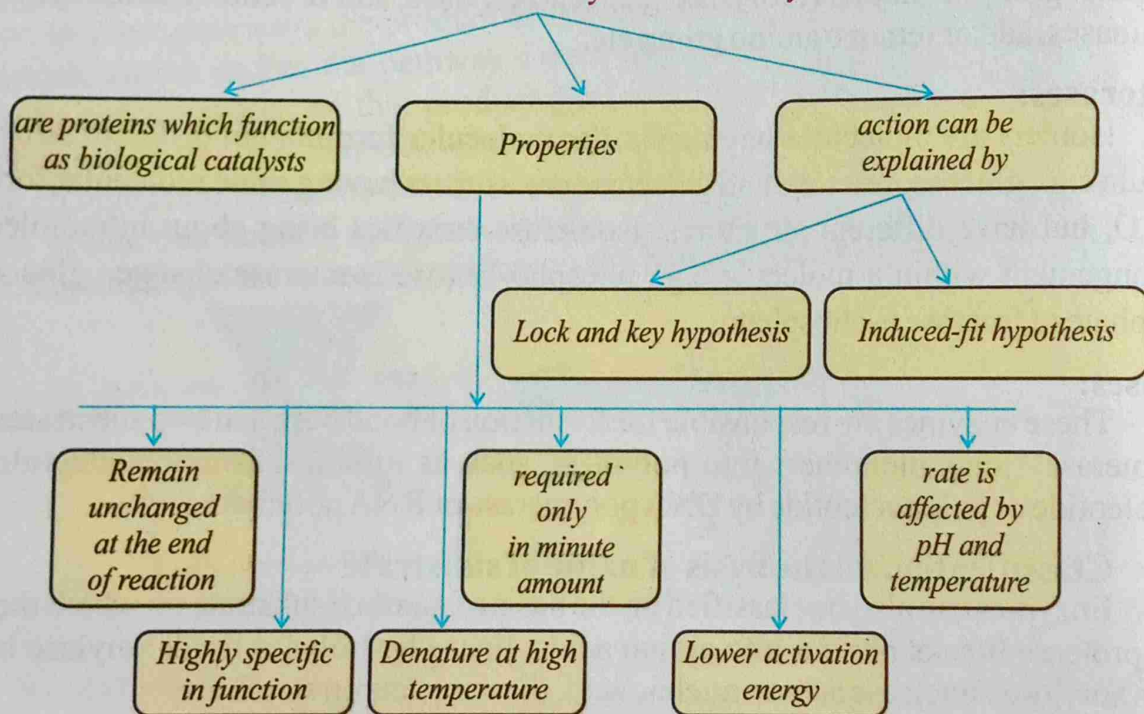 are proteins which function
as biological catalysts
Properties
action can be
explained by
Lock and key hypothesis
Induced-fit hypothesis
Remain
unchanged
at the end
of reaction
required
only
in minute
amount
rate is
affected by
pH and
temperature
Highly specific
in function
Denature at high
temperature
Lower activation
energy